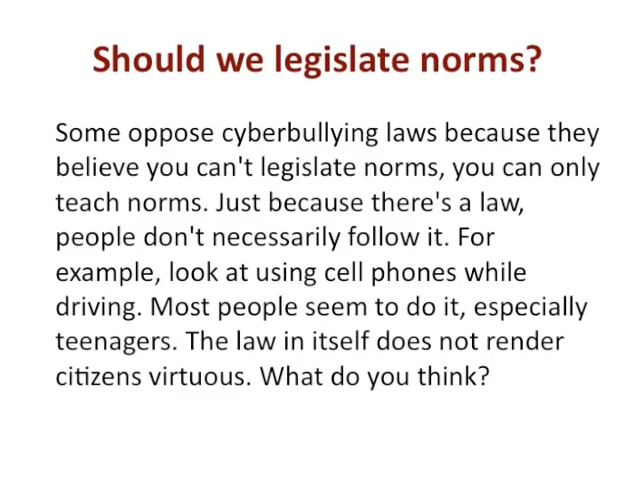 Should we legislate norms?
Some oppose cyberbullying laws because they
believe you can't legislate norms, you can only
teach norms. Just because there's a law,
people don't necessarily follow it. For
example, look at using cell phones while
driving. Most people seem to do it, especially
teenagers. The law in itself does not render
citizens virtuous. What do you think?